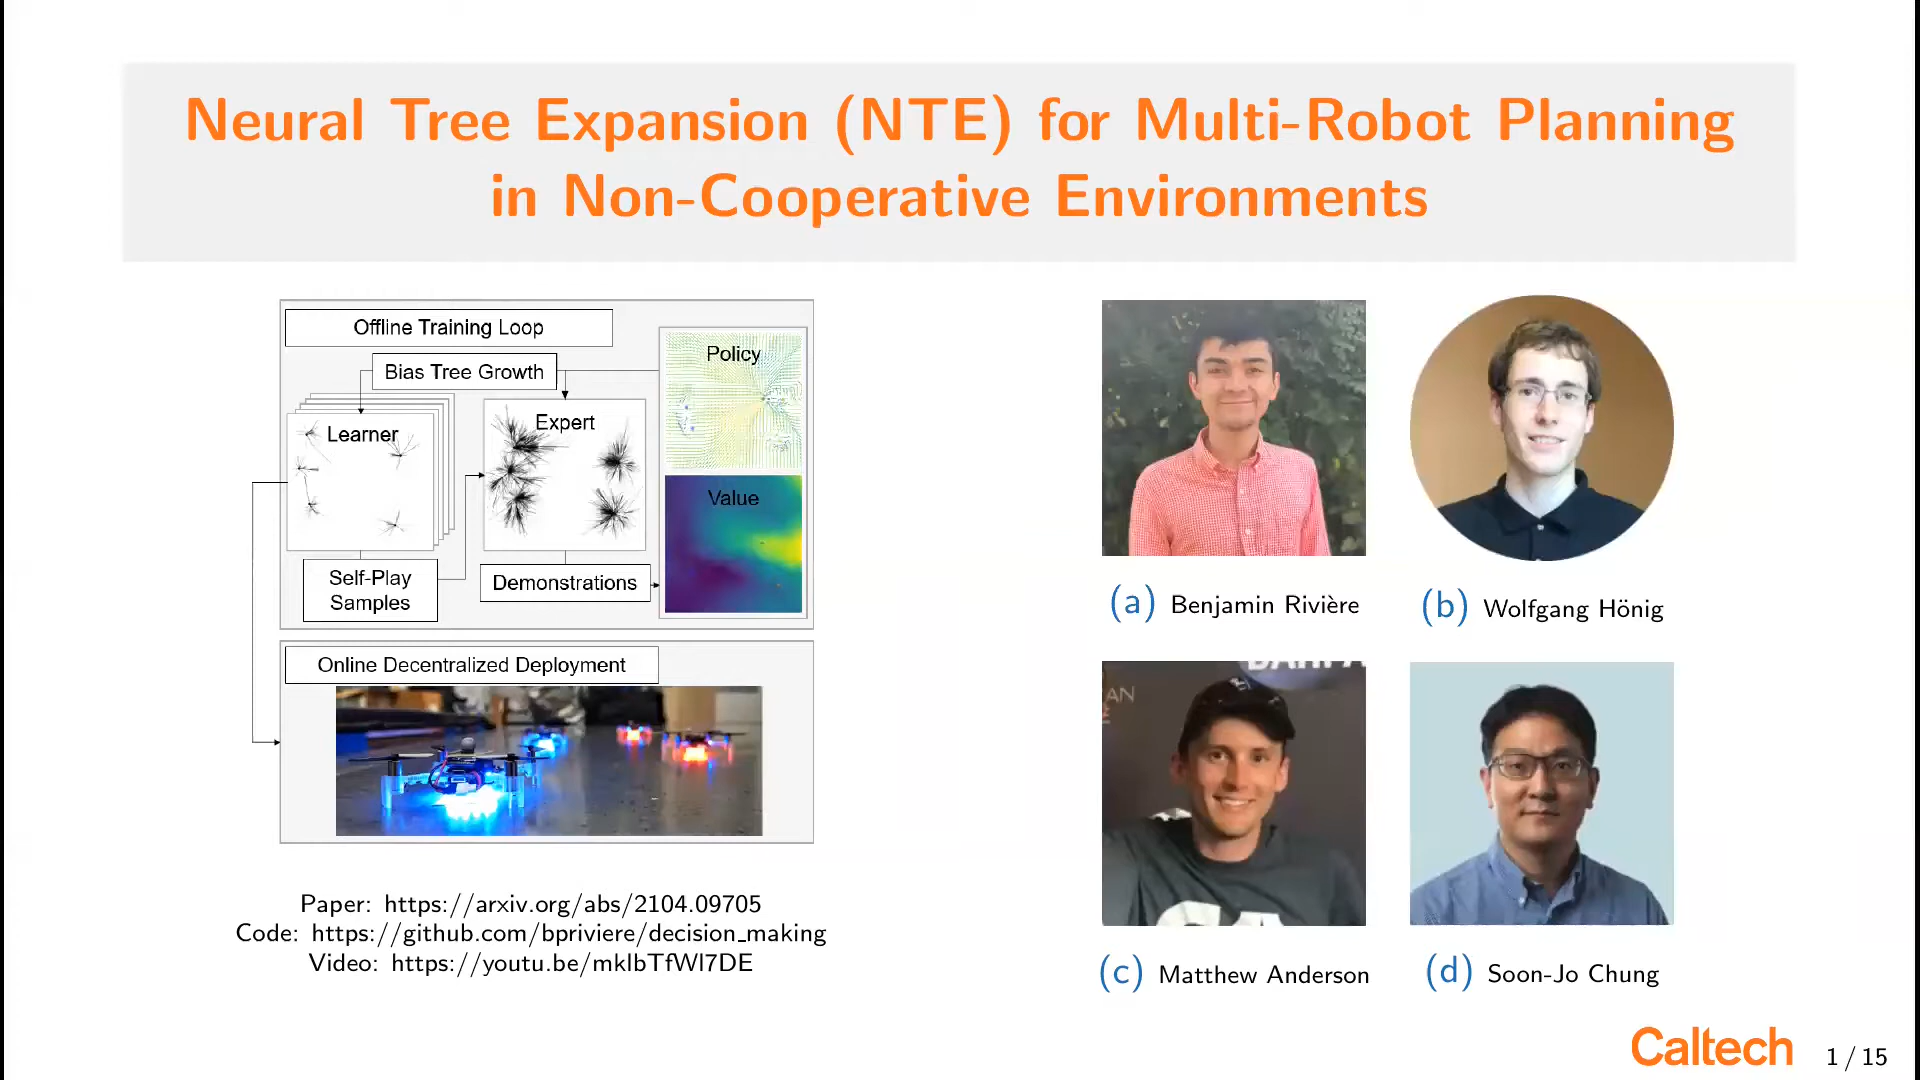 Neural Tree Expansion (NTE) for Multi-Robot Planning
in Non-Cooperative Environments
Offline Training Loop
Bias Tree Growth
Policy
Learner
Expert
Value
Self-Play
Samples
Demonstrations
Online Decentralized Deployment
Paper: https://arxiv.org/abs/2104.09705
Code: https://github.com/bpriviere/decision_making
Video: https://youtu.be/mklbTfWl7DE
(a) Benjamin Rivière
(b) Wolfgang Hönig
AN
(c) Matthew Anderson
(d) Soon-Jo Chung
Caltech
1 / 15